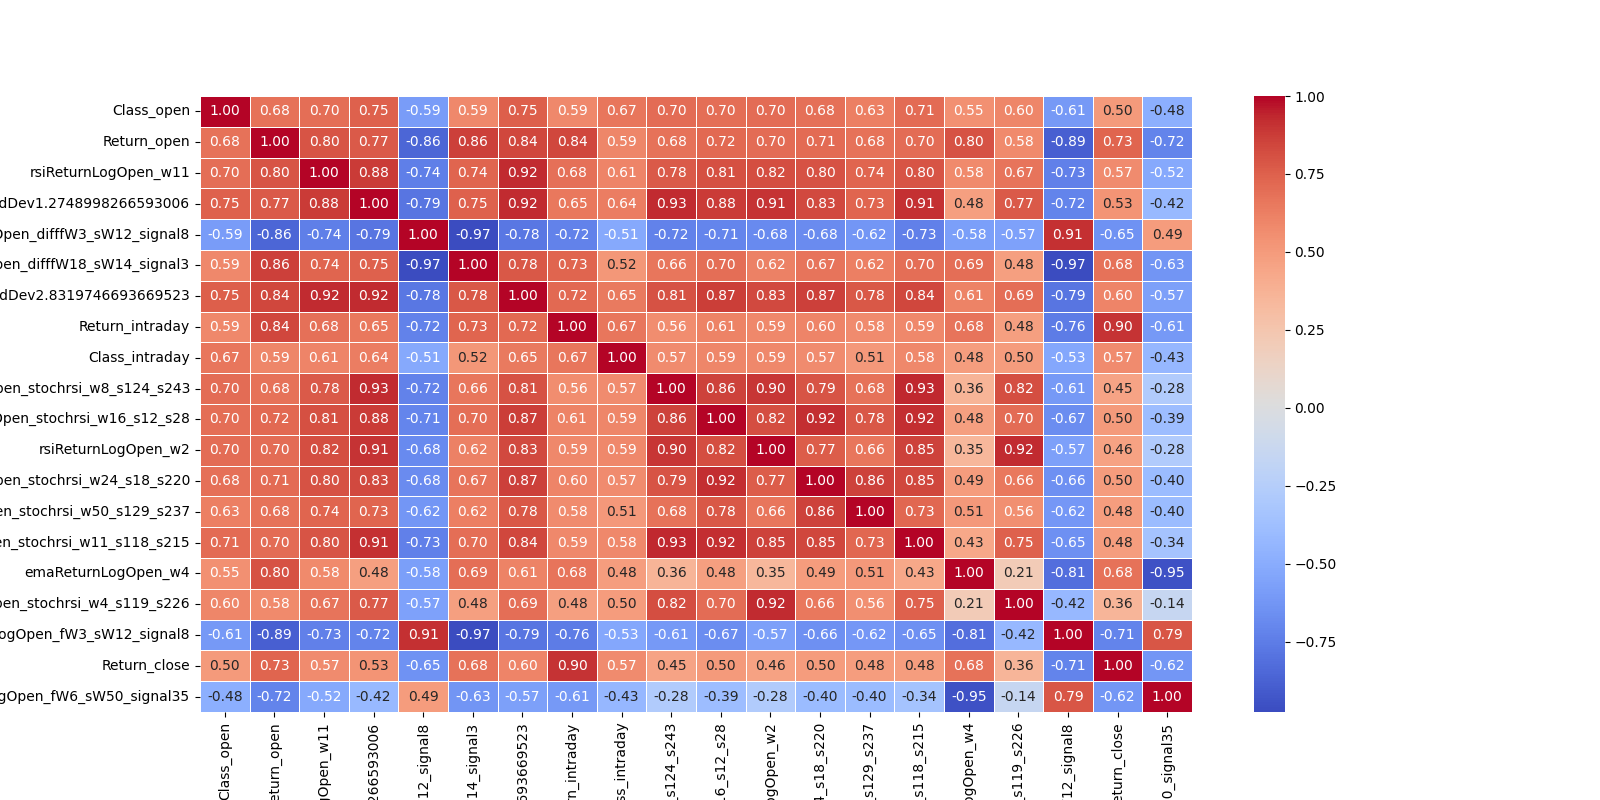 Class_open 1.00 0.68 0.70 0.75 -0.59 0.59 0.75 0.59 0.67 0.70 0.70 0.70 0.68 0.63 0.71 0.55 0.60 -0.61 0.50 -0.48
Return_open 0.68 1.00 0.80 0.77 -0.86 0.86 0.84 0.84 0.59 0.68 0.72 0.70 0.71 0.68 0.70 0.80 0.58 -0.89 0.73 -0.72
rsiReturnLogOpen_w11 0.70 0.80 1.00 0.88 -0.74 0.74 0.92 0.68 0.61 0.78 0.81 0.82 0.80 0.74 0.80 0.58 0.67 -0.73 0.57 -0.52
dDev1.2748998266593006 0.75 0.77 0.88 1.00 -0.79 0.75 0.92 0.65 0.64 0.93 0.88 0.91 0.83 0.73 0.91 0.48 0.77 -0.72 0.53 -0.42
Open_difffW3_sW12_signal8 -0.59 -0.86 -0.74 -0.79 1.00 -0.97 -0.78 -0.72 -0.51 -0.72 -0.71 -0.68 -0.68 -0.62 -0.73 -0.58 -0.57 0.91 -0.65 0.49
pen_difffW18_sW14_signal3 0.59 0.86 0.74 0.75 -0.97 1.00 0.78 0.73 0.52 0.66 0.70 0.62 0.67 0.62 0.70 0.69 0.48 -0.97 0.68 -0.63
dDev2.8319746693669523 0.75 0.84 0.92 0.92 -0.78 0.78 1.00 0.72 0.65 0.81 0.87 0.83 0.87 0.78 0.84 0.61 0.69 -0.79 0.60 -0.57
Return_intraday 0.59 0.84 0.68 0.65 -0.72 0.73 0.72 1.00 0.67 0.56 0.61 0.59 0.60 0.58 0.59 0.68 0.48 -0.76 0.90 -0.61
Class_intraday 0.67 0.59 0.61 0.64 -0.51 0.52 0.65 0.67 1.00 0.57 0.59 0.59 0.57 0.51 0.58 0.48 0.50 -0.53 0.57 -0.43
pen_stochrsi_w8_s124_s243 0.70 0.68 0.78 0.93 -0.72 0.66 0.81 0.56 0.57 1.00 0.86 0.90 0.79 0.68 0.93 0.36 0.82 -0.61 0.45 -0.28
Open_stochrsi_w16_s12_s28 0.70 0.72 0.81 0.88 -0.71 0.70 0.87 0.61 0.59 0.86 1.00 0.82 0.92 0.78 0.92 0.48 0.70 -0.67 0.50 -0.39
rsiReturnLogOpen_w2 0.70 0.70 0.82 0.91 -0.68 0.62 0.83 0.59 0.59 0.90 0.82 1.00 0.77 0.66 0.85 0.35 0.92 -0.57 0.46 -0.28
pen_stochrsi_w24_s18_s220 0.68 0.71 0.80 0.83 -0.68 0.67 0.87 0.60 0.57 0.79 0.92 0.77 1.00 0.86 0.85 0.49 0.66 -0.66 0.50 -0.40
en_stochrsi_w50_s129_s237 0.63 0.68 0.74 0.73 -0.62 0.62 0.78 0.58 0.51 0.68 0.78 0.66 0.86 1.00 0.73 0.51 0.56 -0.62 0.48 -0.40
en_stochrsi_w11_s118_s215 0.71 0.70 0.80 0.91 -0.73 0.70 0.84 0.59 0.58 0.93 0.92 0.85 0.85 0.73 1.00 0.43 0.75 -0.65 0.48 -0.34
emaReturnLogOpen_w4 0.55 0.80 0.58 0.48 -0.58 0.69 0.61 0.68 0.48 0.36 0.48 0.35 0.49 0.51 0.43 1.00 0.21 -0.81 0.68 -0.95
pen_stochrsi_w4_s119_s226 0.60 0.58 0.67 0.77 -0.57 0.48 0.69 0.48 0.50 0.82 0.70 0.92 0.66 0.56 0.75 0.21 1.00 -0.42 0.36 -0.14
ogOpen_fW3_sW12_signal8 -0.61 -0.89 -0.73 -0.72 0.91 -0.97 -0.79 -0.76 -0.53 -0.61 -0.67 -0.57 -0.66 -0.62 -0.65 -0.81 -0.42 1.00 -0.71 0.79
Return_close 0.50 0.73 0.57 0.53 -0.65 0.68 0.60 0.90 0.57 0.45 0.50 0.46 0.50 0.48 0.48 0.68 0.36 -0.71 1.00 -0.62
gOpen_fW6_sW50_signal35 -0.48 -0.72 -0.52 -0.42 0.49 -0.63 -0.57 -0.61 -0.43 -0.28 -0.39 -0.28 -0.40 -0.40 -0.34 -0.95 -0.14 0.79 -0.62 1.00
Class_open
eturn_open
gOpen_w11
266593006
12_signal8
14_signal3
693669523
rn_intraday
ss_intraday
_s124_s243
6_s12_s28
ogOpen_w2
4_s18_s220
_s129_s237
_s118_s215
ogOpen_w4
_s119_s226
12_signal8
eturn_close
0_signal35
1.00
0.75
0.50
0.25
0.00
−0.25
−0.50
−0.75